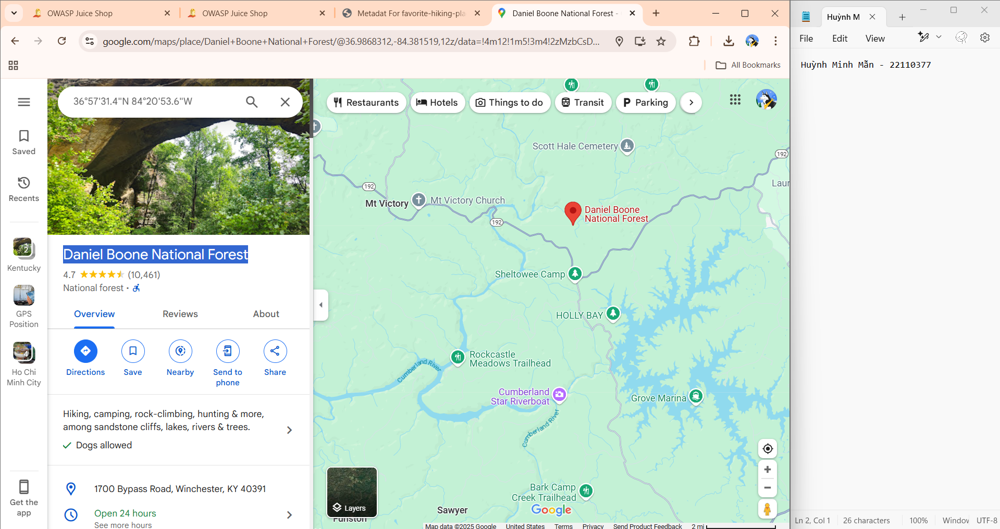 OWASP Juice Shop
OWASP Juice Shop
Metadat For favorite-hiking-pla
Daniel Boone National Forest -
Huỳnh M
google.com/maps/place/Daniel+Boone+National+Forest/@36.9868312,-84.381519,12z/data=!4m12!1m5!3m4!2zMzbCsD...
File Edit View
All Bookmarks
Huỳnh Minh Mẫn - 22110377
36°57'31.4"N 84°20'53.6"W
Restaurants
Hotels
Things to do
Transit
Parking
Saved
Recents
2
Kentucky
GPS
Position
4
Ho Chi
Minh City
Get the
app
Daniel Boone National Forest
4.7 (10,461)
National forest ·
Overview Reviews About
Directions
Save
Nearby
Send to
phone
Share
Hiking, camping, rock-climbing, hunting & more,
among sandstone cliffs, lakes, rivers & trees.
Dogs allowed
1700 Bypass Road, Winchester, KY 40391
Open 24 hours
See more hours
Scott Hale Cemetery
192
Laur
192
Mt Victory
Mt Victory Church
Daniel Boone
National Forest
192
Sheltowee Camp
HOLLY BAY
Rockcastle
Meadows Trailhead
Cumberland River
Cumberland
Star Riverboat
Grove Marina
Cumberland River
Bark Camp
Creek Trailhead
Layers
Sawyer
Google
Funston
Map data ©2025 Google United States Terms Privacy Send Product Feedback 2 mi
Ln 2, Col 1 26 characters 100% Window UTF-8